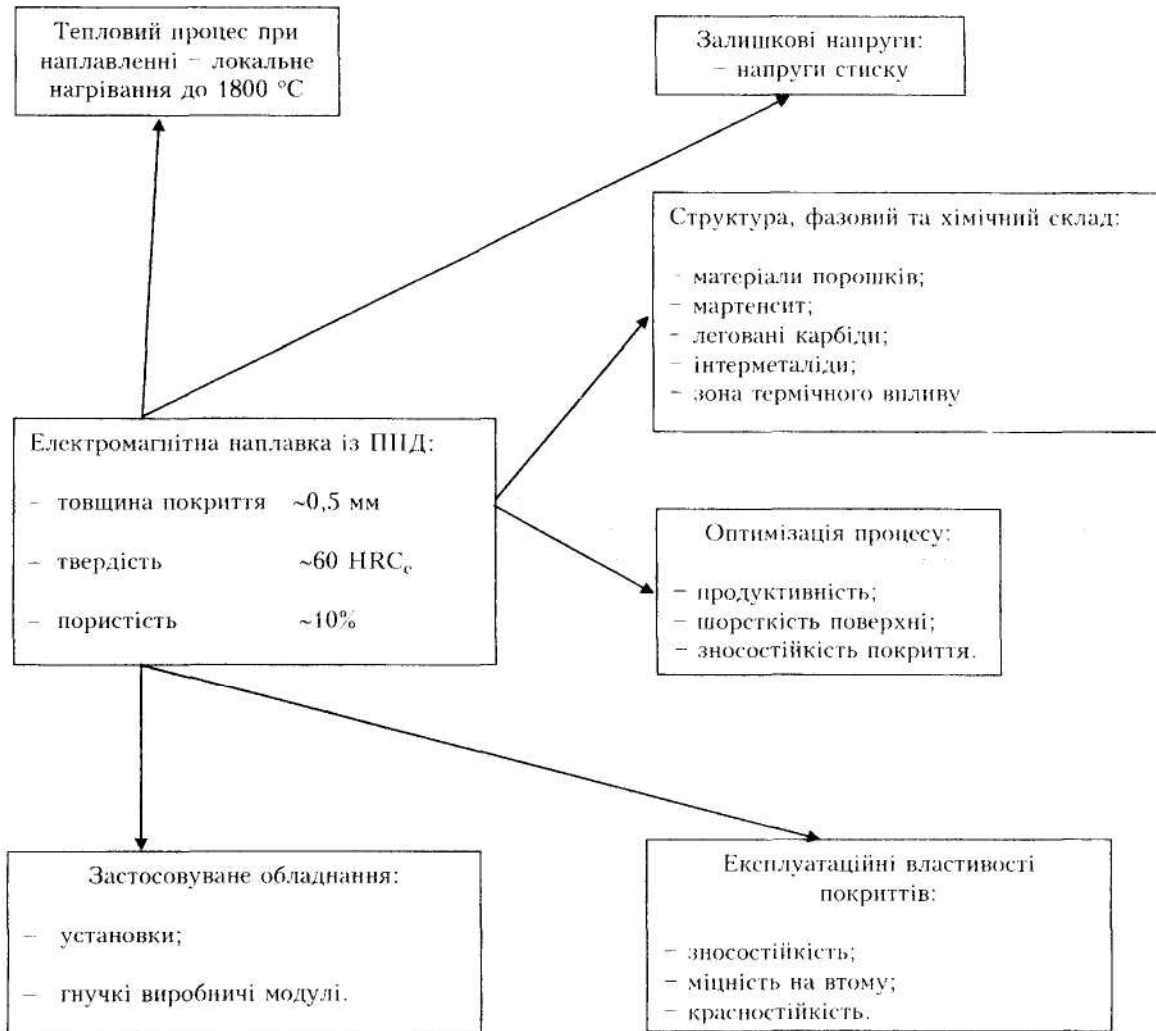 Тепловий процес при
наплавленні – локальне
нагрівання до 1800 °С
Залишкові напруги:
– напруги стиску
Структура, фазовий та хімічний склад:
– матеріали порошків;
– мартенсит;
– леговані карбіди;
– інтерметаліди;
– зона термічного впливу
Електромагнітна наплавка із ППД:
– товщина покриття ~0,5 мм
– твердість ~60 HRCе
– пористість ~10%
Оптимізація процесу:
– продуктивність;
– шорсткість поверхні;
– зносостійкість покриття.
Застосовуване обладнання:
– установки;
– гнучкі виробничі модулі.
Експлуатаційні властивості
покриттів:
– зносостійкість;
– міцність на втому;
– красностійкість.